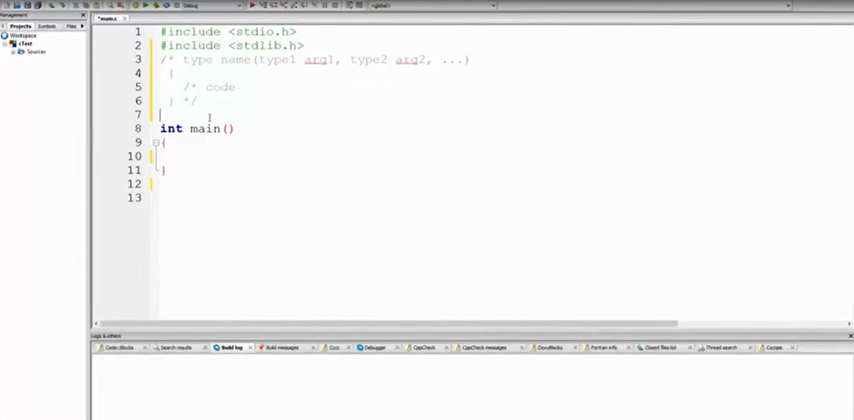 Debug
<global>
Management
*main.c
Projects Symbols Files
Workspace
cTest
Sources
1 #include <stdio.h>
2 #include <stdlib.h>
3 /* type name(type1 arg1, type2 arg2, ...)
4 {
5 /* code
6 } */
7
8 int main()
9 {
10
11 }
12
13
Logs & others
Code::Blocks Search results Build log Build messages Debugger CppCheck CppCheck messages DoxyBlocks Fortran info Closed files list Thread search Cscope